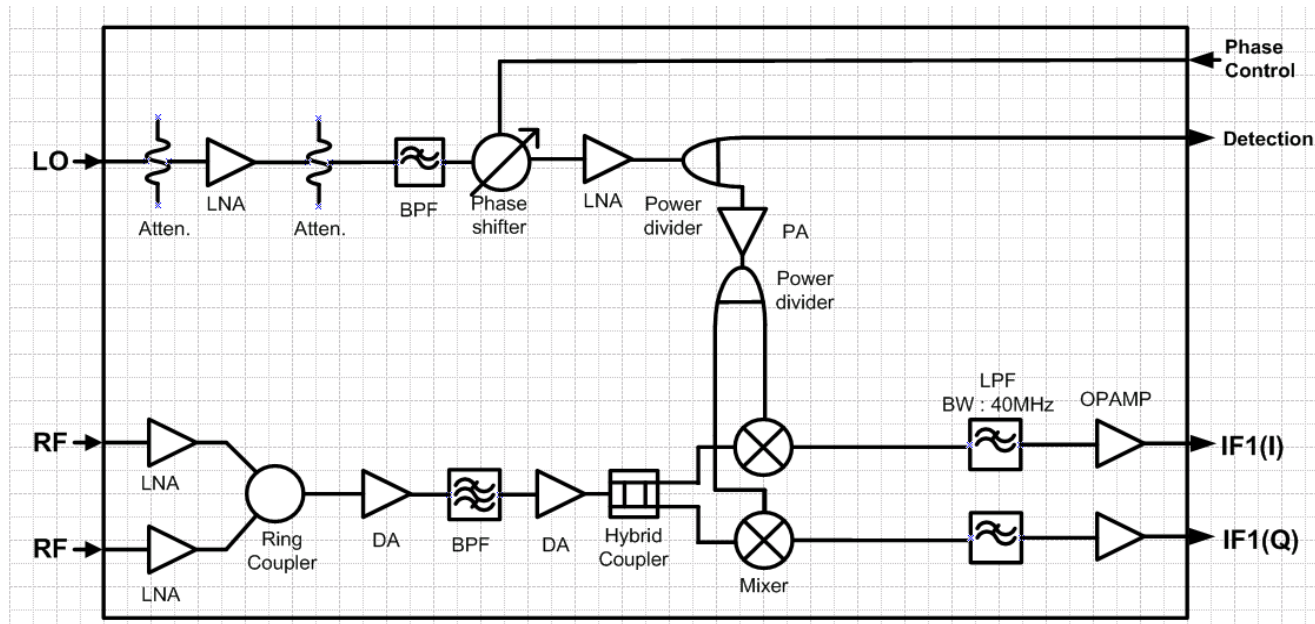 Phase
Control
Detection
LO
Atten.
LNA
Atten.
BPF
Phase
shifter
LNA
Power
divider
PA
Power
divider
LPF
BW : 40MHz
OPAMP
RF
LNA
IF1(I)
RF
LNA
Ring
Coupler
DA
BPF
DA
Hybrid
Coupler
Mixer
IF1(Q)